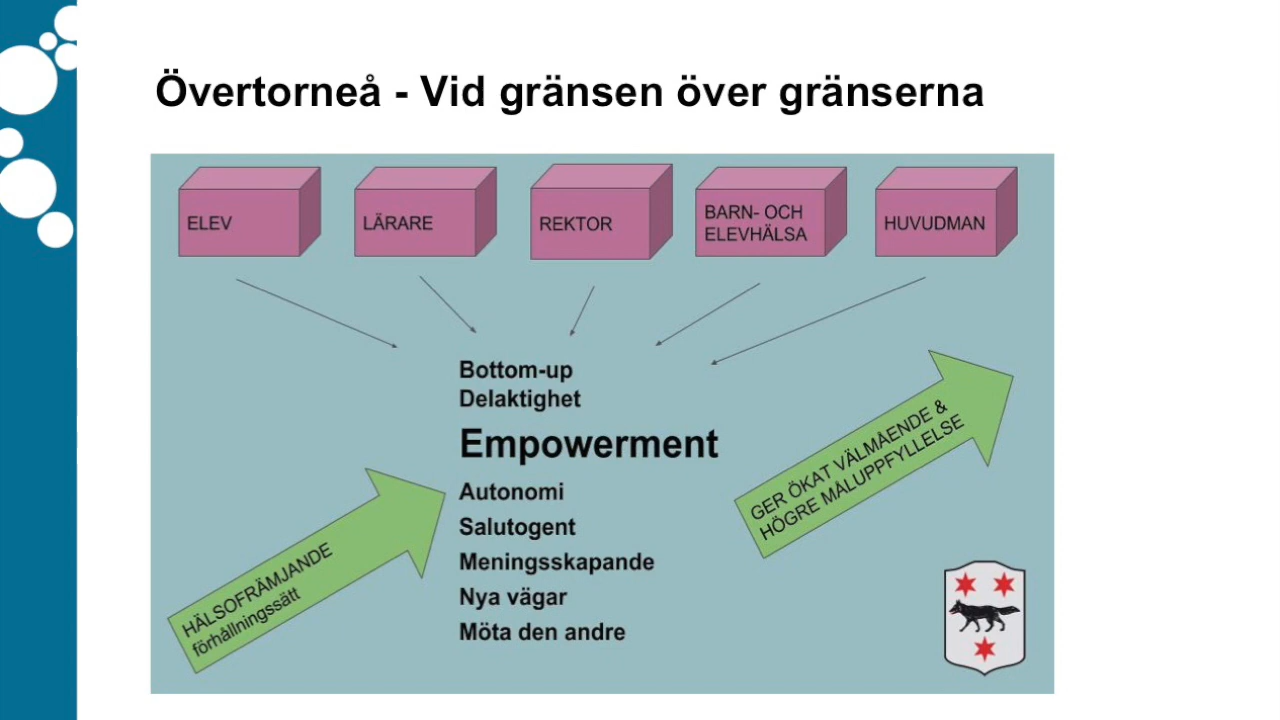 Övertorneå - Vid gränsen över gränserna
ELEV
LÄRARE
REKTOR
BARN- OCH
ELEVHÄLSA
HUVUDMAN
Bottom-up
Delaktighet
Empowerment
Autonomi
Salutogent
Meningsskapande
Nya vägar
Möta den andre
HÄLSOFRÄMJANDE
förhållningssätt
GER ÖKAT VÄLMÅENDE &
HÖGRE MÅLUPPFYLLELSE